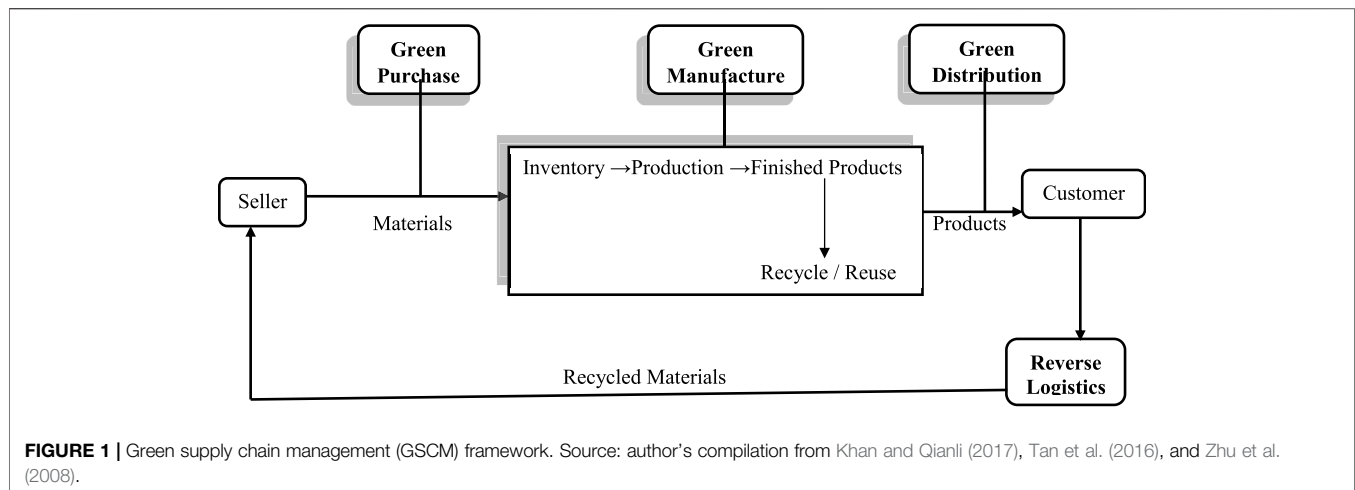 Green
Purchase
Green
Manufacture
Green
Distribution
Inventory →Production →Finished Products
Seller
Customer
Materials
Products
Recycle / Reuse
Reverse
Logistics
Recycled Materials
FIGURE 1 | Green supply chain management (GSCM) framework. Source: author's compilation from Khan and Qianli (2017), Tan et al. (2016), and Zhu et al.
(2008).